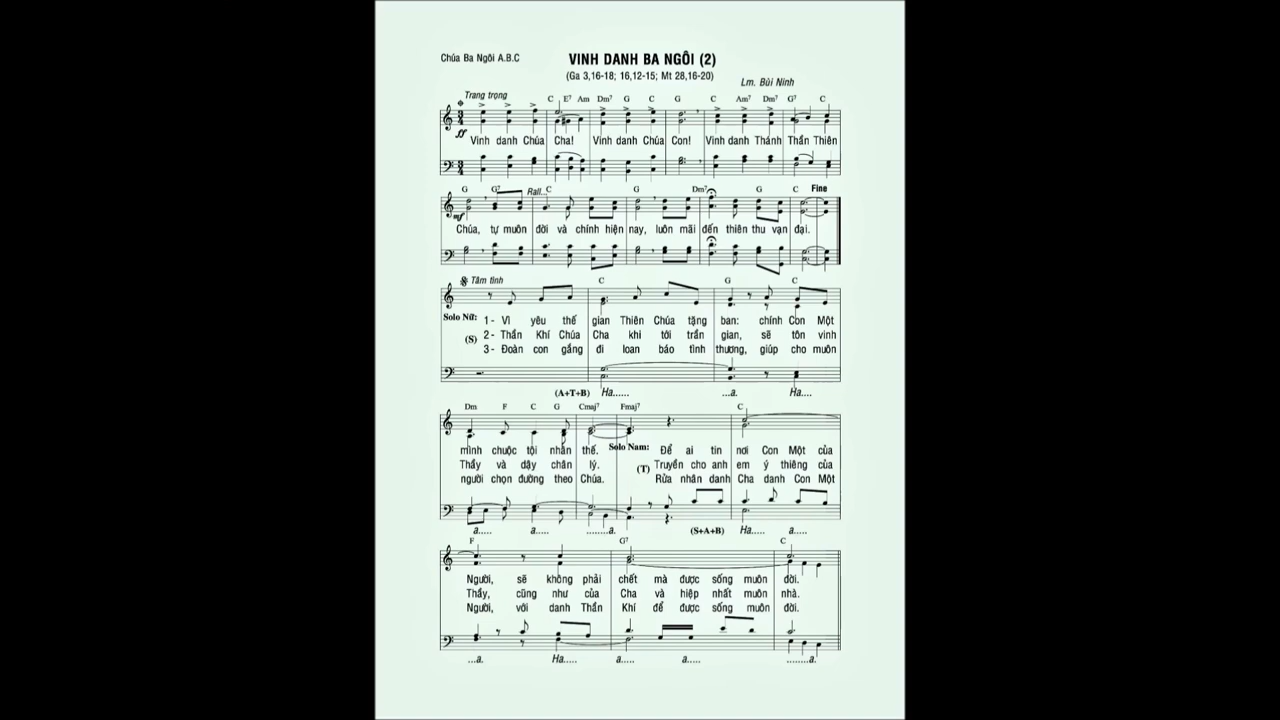 Chúa Ba Ngôi A.B.C
VINH DANH BA NGÔI (2)
(Ga 3,16-18; 16,12-15; Mt 28,16-20)
Lm. Bùi Ninh
Trang trọng
C E7 Am Dm7 G C G C Am7 Dm7 G7 C
ff
Vinh danh Chúa Cha! Vinh danh Chúa Con! Vinh danh Thánh Thần Thiên
G G7 Rall... C G Dm7 G C Fine
mf
Chúa, tự muôn đời và chính hiện nay, luôn mãi đến thiên thu vạn đại.
Tâm tình
C G C
Solo Nữ: 1- Vì yêu thế gian Thiên Chúa tặng ban: chính Con Một
(S) 2- Thần Khí Chúa Cha khi tới trần gian, sẽ tôn vinh
3- Đoàn con gắng đi loan báo tình thương, giúp cho muôn
(A+T+B) Ha...... ...a. Ha....
Dm F C G Cmaj7 Fmaj7 C
mình chuộc tội nhân thế. Solo Nam: Để ai tin nơi Con Một của
Thầy và dậy chân lý. (T) Truyền cho anh em ý thiêng của
người chọn đường theo Chúa. Rửa nhân danh Cha danh Con Một
a..... a..... ........a. (S+A+B) Ha..... a.....
F G7 C
Người, sẽ không phải chết mà được sống muôn đời.
Thầy, cũng như của Cha và hiệp nhất muôn nhà.
Người, với danh Thần Khí để được sống muôn đời.
...a. Ha..... a..... a..... ........a.